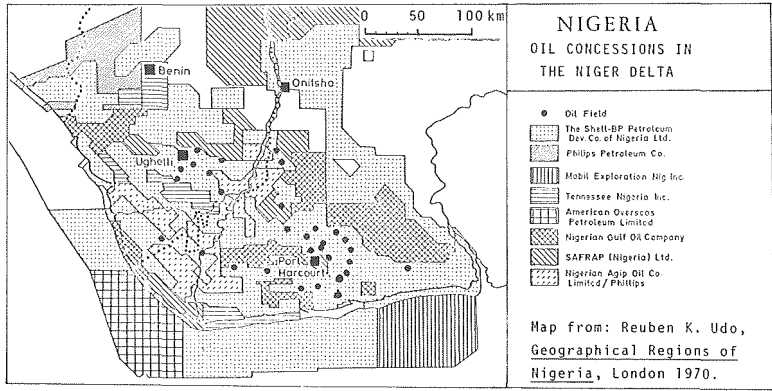 0 50 100 km
Benin
Onitsha
Ughelli
Port
Harcourt
NIGERIA
OIL CONCESSIONS IN
THE NIGER DELTA
Oil Field
The Shell-BP Petroleum
Dev. Co. of Nigeria Ltd.
Philips Petroleum Co.
Mobil Exploration Nig Inc.
Tennessee Nigeria Inc.
American Overseas
Petroleum Limited
Nigerian Gulf Oil Company
SAFRAP (Nigeria) Ltd.
Nigerian Agip Oil Co.
Limited/Phillips
Map from: Reuben K. Udo,
Geographical Regions of
Nigeria, London 1970.